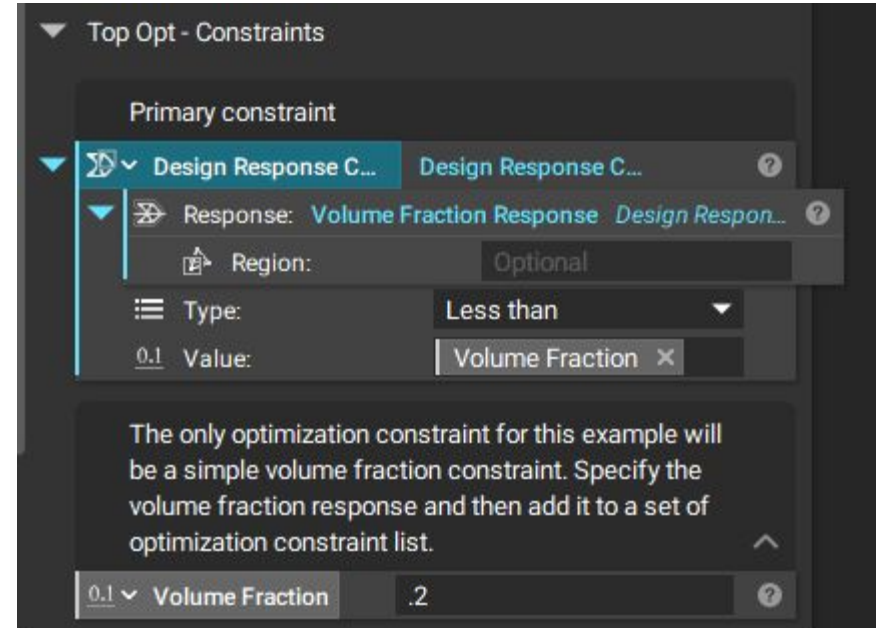 Top Opt - Constraints
Primary constraint
Design Response C... Design Response C...
Response: Volume Fraction Response Design Respon...
Region: Optional
Type: Less than
0.1 Value: Volume Fraction
The only optimization constraint for this example will
be a simple volume fraction constraint. Specify the
volume fraction response and then add it to a set of
optimization constraint list.
0.1 Volume Fraction .2